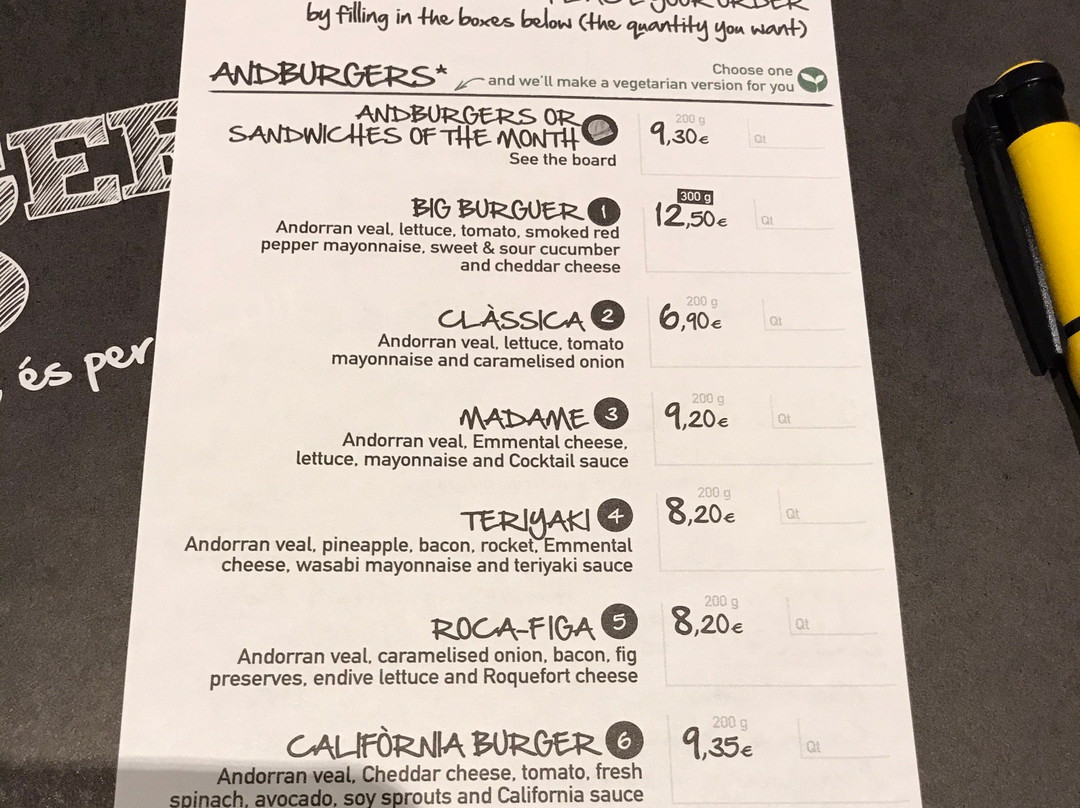 YOUR ORDER
by filling in the boxes below (the quantity you want)
ANDBURGERS*
Choose one
and we'll make a vegetarian version for you
ANDBURGERS OR
SANDWICHES OF THE MONTH
See the board
200 g
9,30€
Qt
BIG BURGUER 1
Andorran veal, lettuce, tomato, smoked red
pepper mayonnaise, sweet & sour cucumber
and cheddar cheese
300 g
12,50€
Qt
CLÀSSICA 2
Andorran veal, lettuce, tomato
mayonnaise and caramelised onion
200 g
6,90€
Qt
MADAME 3
Andorran veal, Emmental cheese,
lettuce, mayonnaise and Cocktail sauce
200 g
9,20€
Qt
TERIYAKI 4
Andorran veal, pineapple, bacon, rocket, Emmental
cheese, wasabi mayonnaise and teriyaki sauce
200 g
8,20€
Qt
ROCA-FIGA 5
Andorran veal, caramelised onion, bacon, fig
preserves, endive lettuce and Roquefort cheese
200 g
8,20€
Qt
CALIFÒRNIA BURGER 6
Andorran veal, Cheddar cheese, tomato, fresh
spinach, avocado, soy sprouts and California sauce
200 g
9,35€
Qt
és per